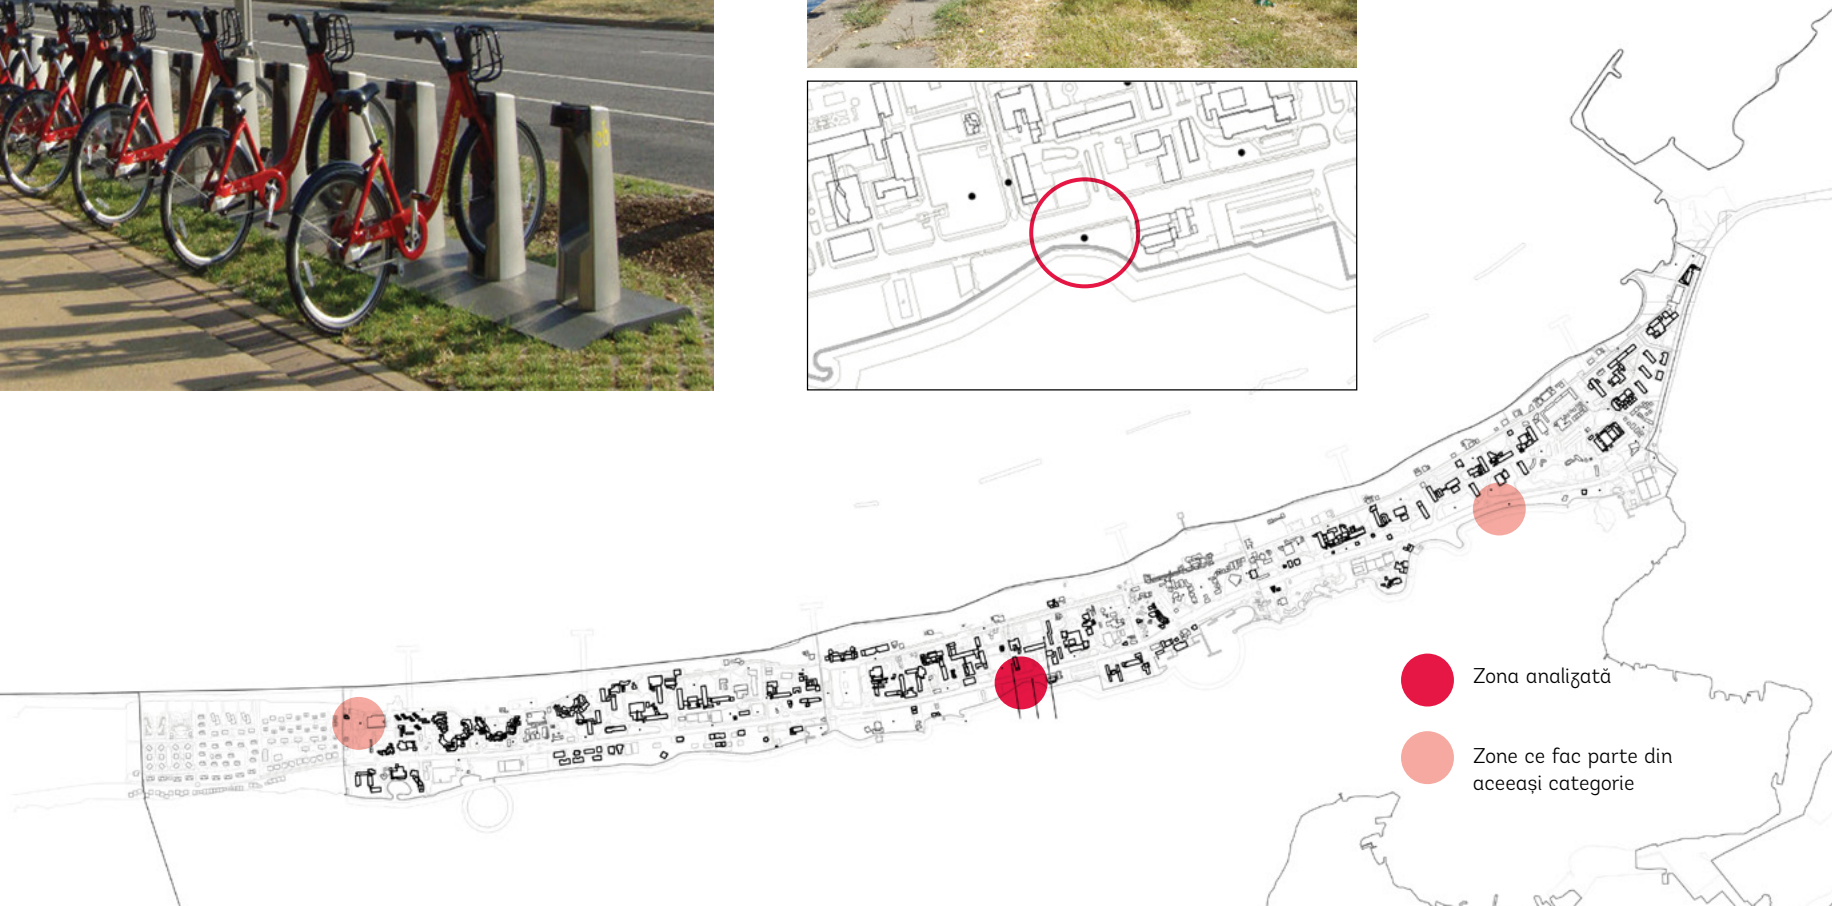 Zona analizată
Zone ce fac parte din
aceeași categorie